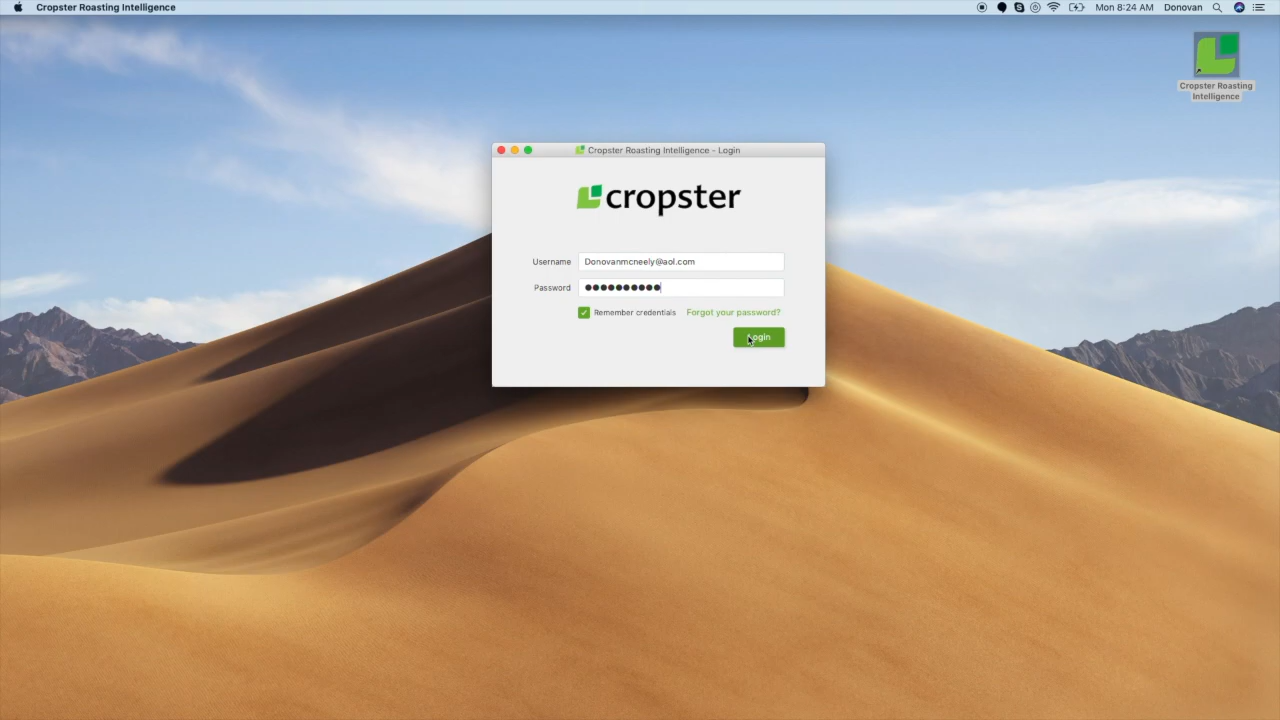 Cropster Roasting Intelligence
Mon 8:24 AM Donovan
Cropster Roasting
Intelligence
Cropster Roasting Intelligence - Login
cropster
Username Donovanmcneely@aol.com
Password
Remember credentials Forgot your password?
Login